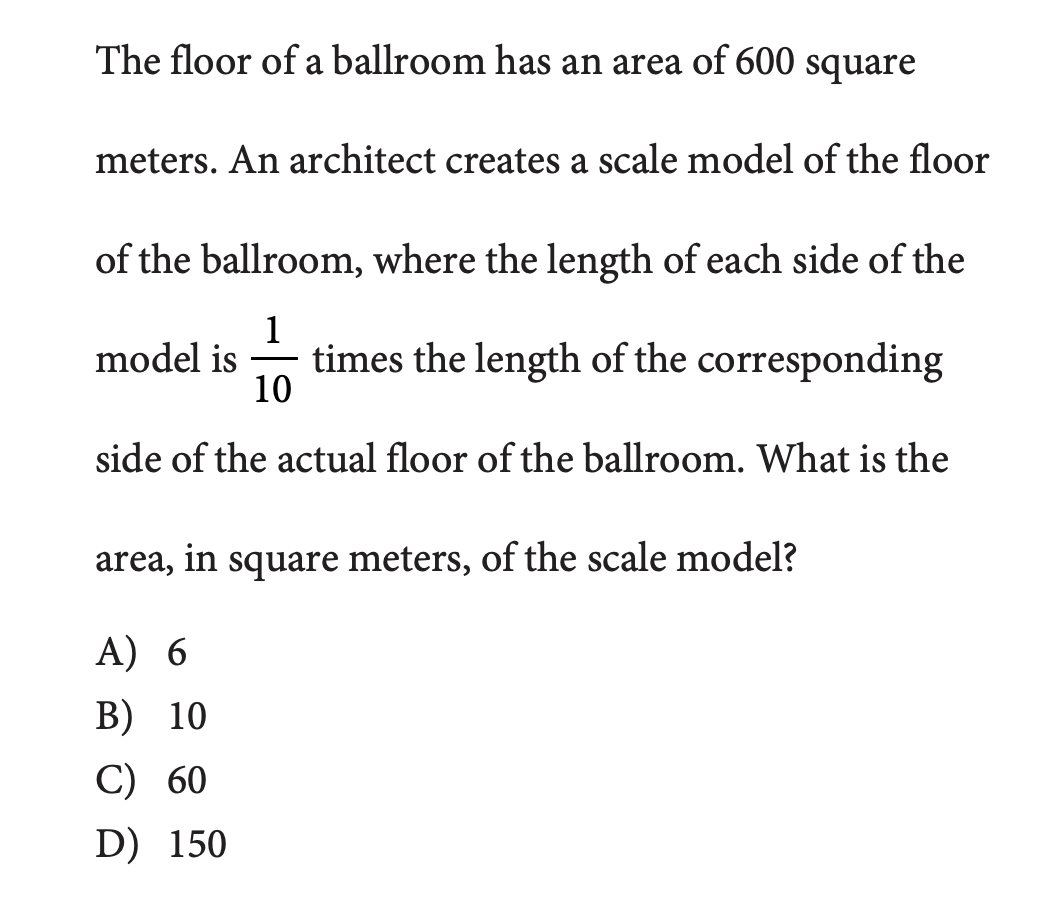 The floor of a ballroom has an area of 600 square
meters. An architect creates a scale model of the floor
of the ballroom, where the length of each side of the
model is 1/10 times the length of the corresponding
side of the actual floor of the ballroom. What is the
area, in square meters, of the scale model?
A) 6
B) 10
C) 60
D) 150